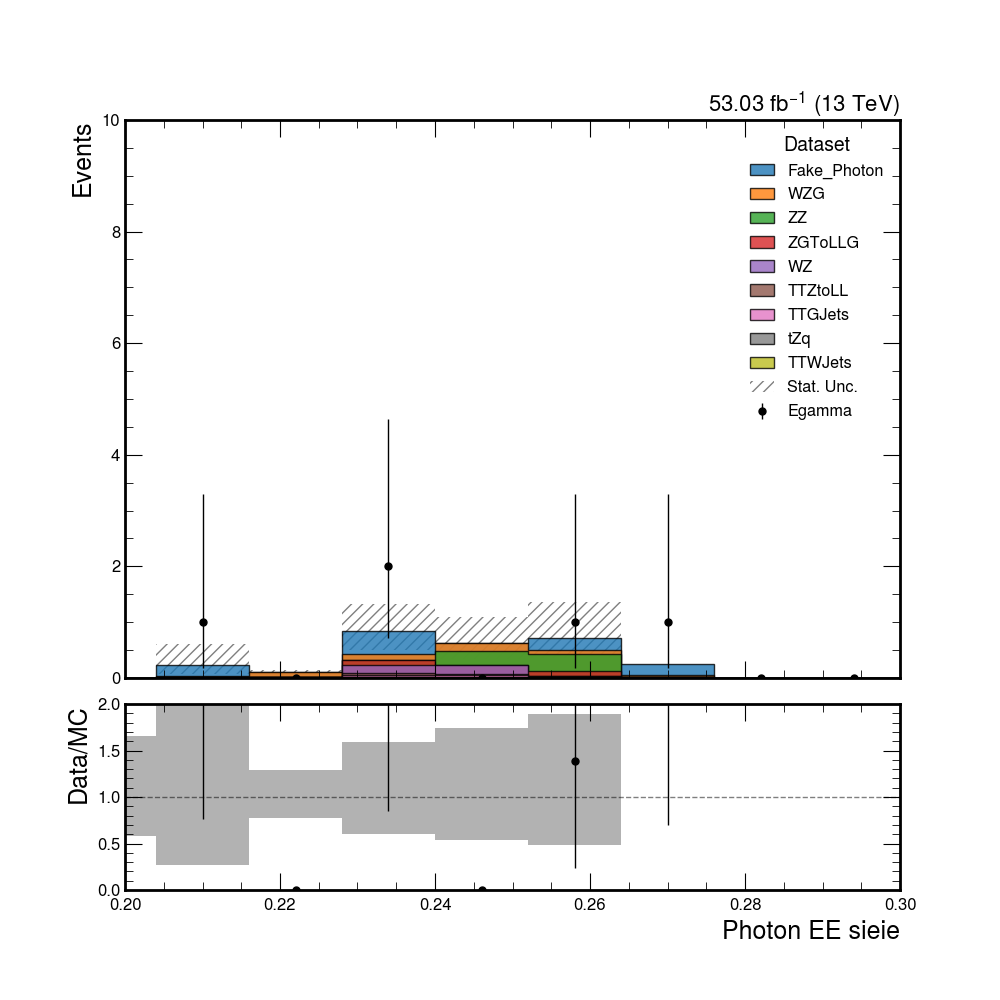 53.03 fb⁻¹ (13 TeV)
Events
10
8
6
4
2
0
Dataset
Fake_Photon
WZG
ZZ
ZGToLLG
WZ
TTZtoLL
TTGJets
tZq
TTWJets
Stat. Unc.
Egamma
Data/MC
2.0
1.5
1.0
0.5
0.0
0.20 0.22 0.24 0.26 0.28 0.30
Photon EE sieie